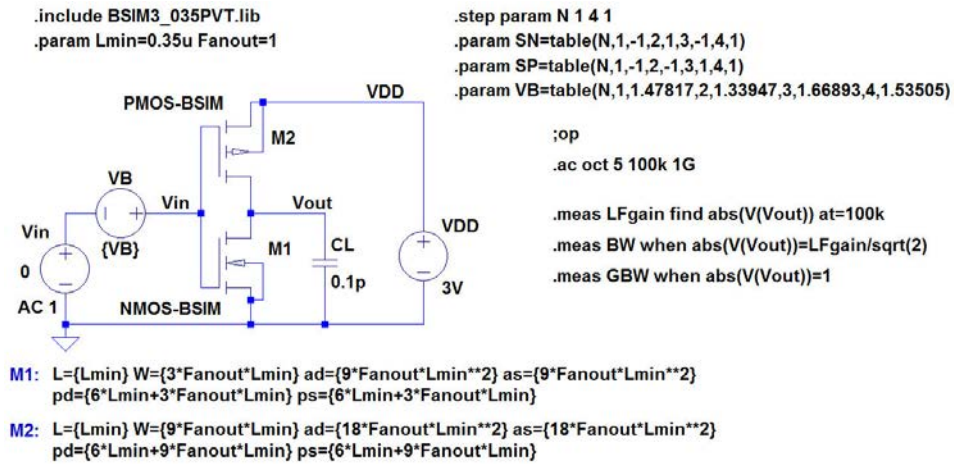 .include BSIM3_035PVT.lib
.param Lmin=0.35u Fanout=1
.step param N 1 4 1
.param SN=table(N,1,-1,2,1,3,-1,4,1)
.param SP=table(N,1,-1,2,-1,3,1,4,1)
.param VB=table(N,1,1.47817,2,1.33947,3,1.66893,4,1.53505)
PMOS-BSIM
VDD
M2
;op
.ac oct 5 100k 1G
VB
Vin
Vout
{VB}
Vin
0
AC 1
M1
CL
0.1p
NMOS-BSIM
VDD
3V
.meas LFgain find abs(V(Vout)) at=100k
.meas BW when abs(V(Vout))=LFgain/sqrt(2)
.meas GBW when abs(V(Vout))=1
M1: L={Lmin} W={3*Fanout*Lmin} ad={9*Fanout*Lmin**2} as={9*Fanout*Lmin**2}
pd={6*Lmin+3*Fanout*Lmin} ps={6*Lmin+3*Fanout*Lmin}
M2: L={Lmin} W={9*Fanout*Lmin} ad={18*Fanout*Lmin**2} as={18*Fanout*Lmin**2}
pd={6*Lmin+9*Fanout*Lmin} ps={6*Lmin+9*Fanout*Lmin}